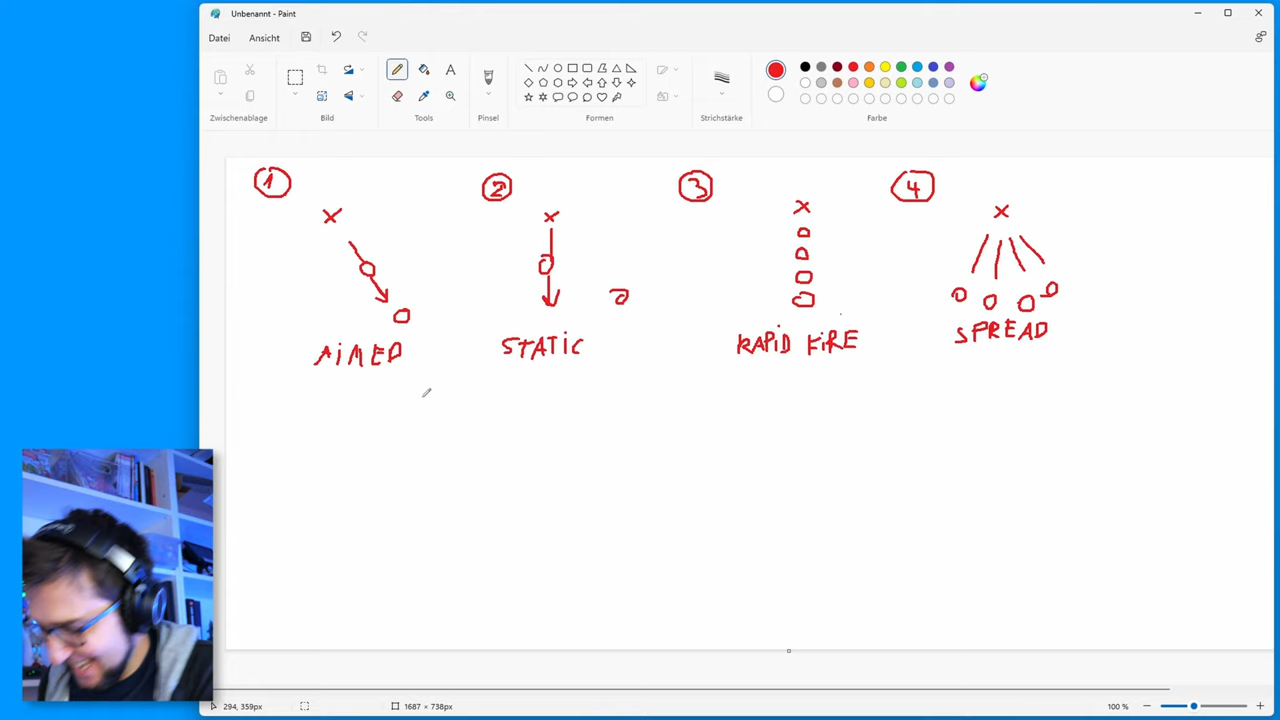 Unbenannt - Paint
Datei Ansicht
Zwischenablage Bild Tools Pinsel Formen Strichstärke Farbe
1 2 3 4
AiMED STATiC RAPiD FiRE SPREAD
294, 359px 1687 × 738px 100 %